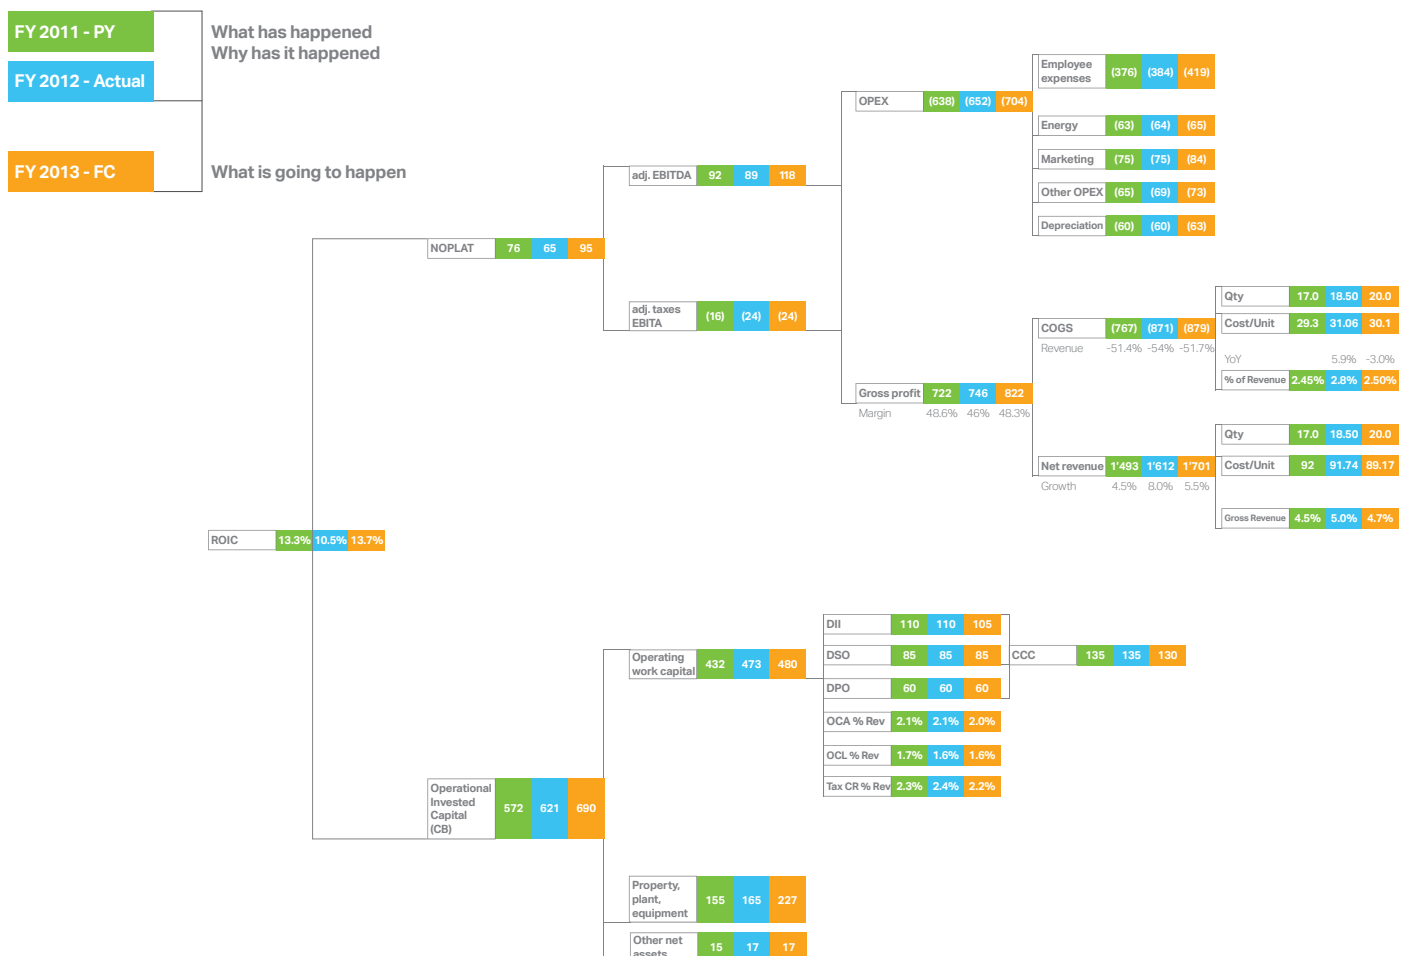 FY 2011 - PY
What has happened
Why has it happened
FY 2012 - Actual
FY 2013 - FC
What is going to happen
Employee
expenses
(376) (384) (419)
OPEX (638) (652) (704)
Energy (63) (64) (65)
Marketing (75) (75) (84)
Other OPEX (65) (69) (73)
Depreciation (60) (60) (63)
adj. EBITDA 92 89 118
NOPLAT 76 65 95
adj. taxes
EBITA
(16) (24) (24)
Qty 17.0 18.50 20.0
COGS (767) (871) (879)
Revenue -51.4% -54% -51.7%
Cost/Unit 29.3 31.06 30.1
YoY 5.9% -3.0%
% of Revenue 2.45% 2.8% 2.50%
Gross profit 722 746 822
Margin 48.6% 46% 48.3%
Qty 17.0 18.50 20.0
Net revenue 1'493 1'612 1'701
Growth 4.5% 8.0% 5.5%
Cost/Unit 92 91.74 89.17
Gross Revenue 4.5% 5.0% 4.7%
ROIC 13.3% 10.5% 13.7%
DII 110 110 105
DSO 85 85 85
CCC 135 135 130
Operating
work capital
432 473 480
DPO 60 60 60
OCA % Rev 2.1% 2.1% 2.0%
OCL % Rev 1.7% 1.6% 1.6%
Tax CR % Rev 2.3% 2.4% 2.2%
Operational
Invested
Capital
(CB)
572 621 690
Property,
plant,
equipment
155 165 227
Other net
assets
15 17 17